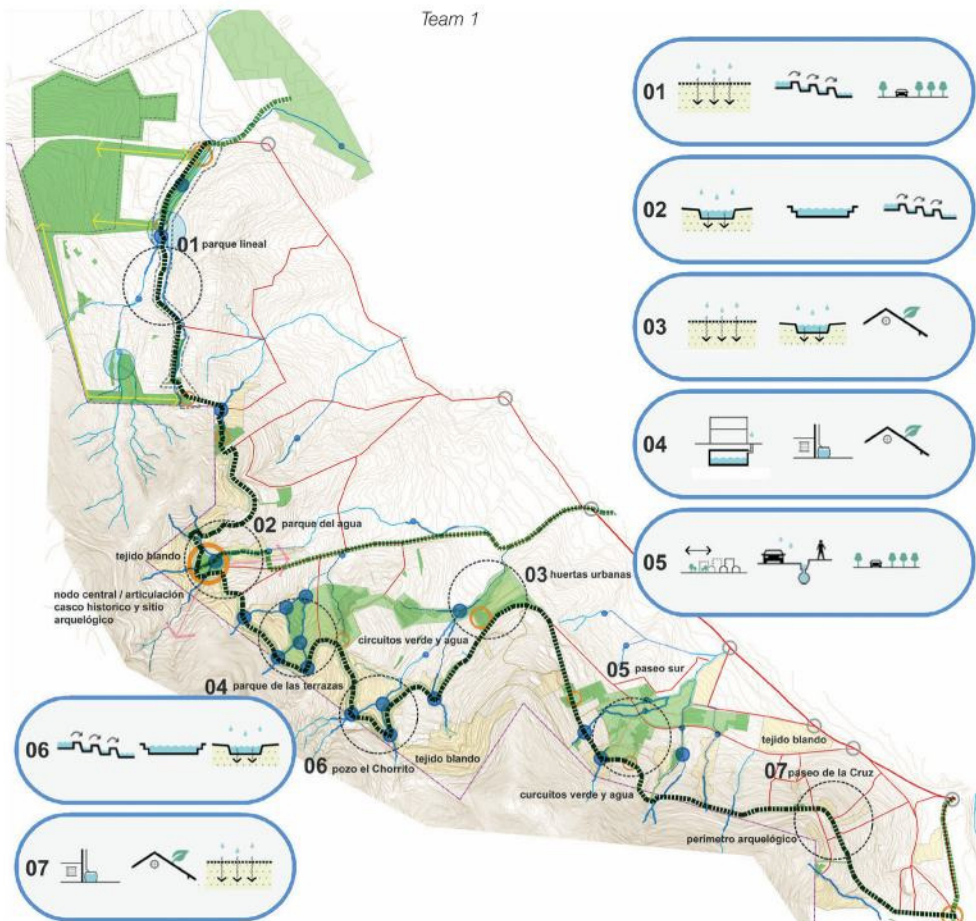 Team 1
01
02
03
04
05
01 parque lineal
02 parque del agua
tejido blando
nodo central / articulación
casco histórico y sitio
arqueológico
03 huertas urbanas
circuitos verde y agua
04 parque de las terrazas
05 paseo sur
06 pozo el Chorrito
tejido blando
tejido blando
07 paseo de la Cruz
curcuitos verde y agua
perimetro arqueológico
06
07